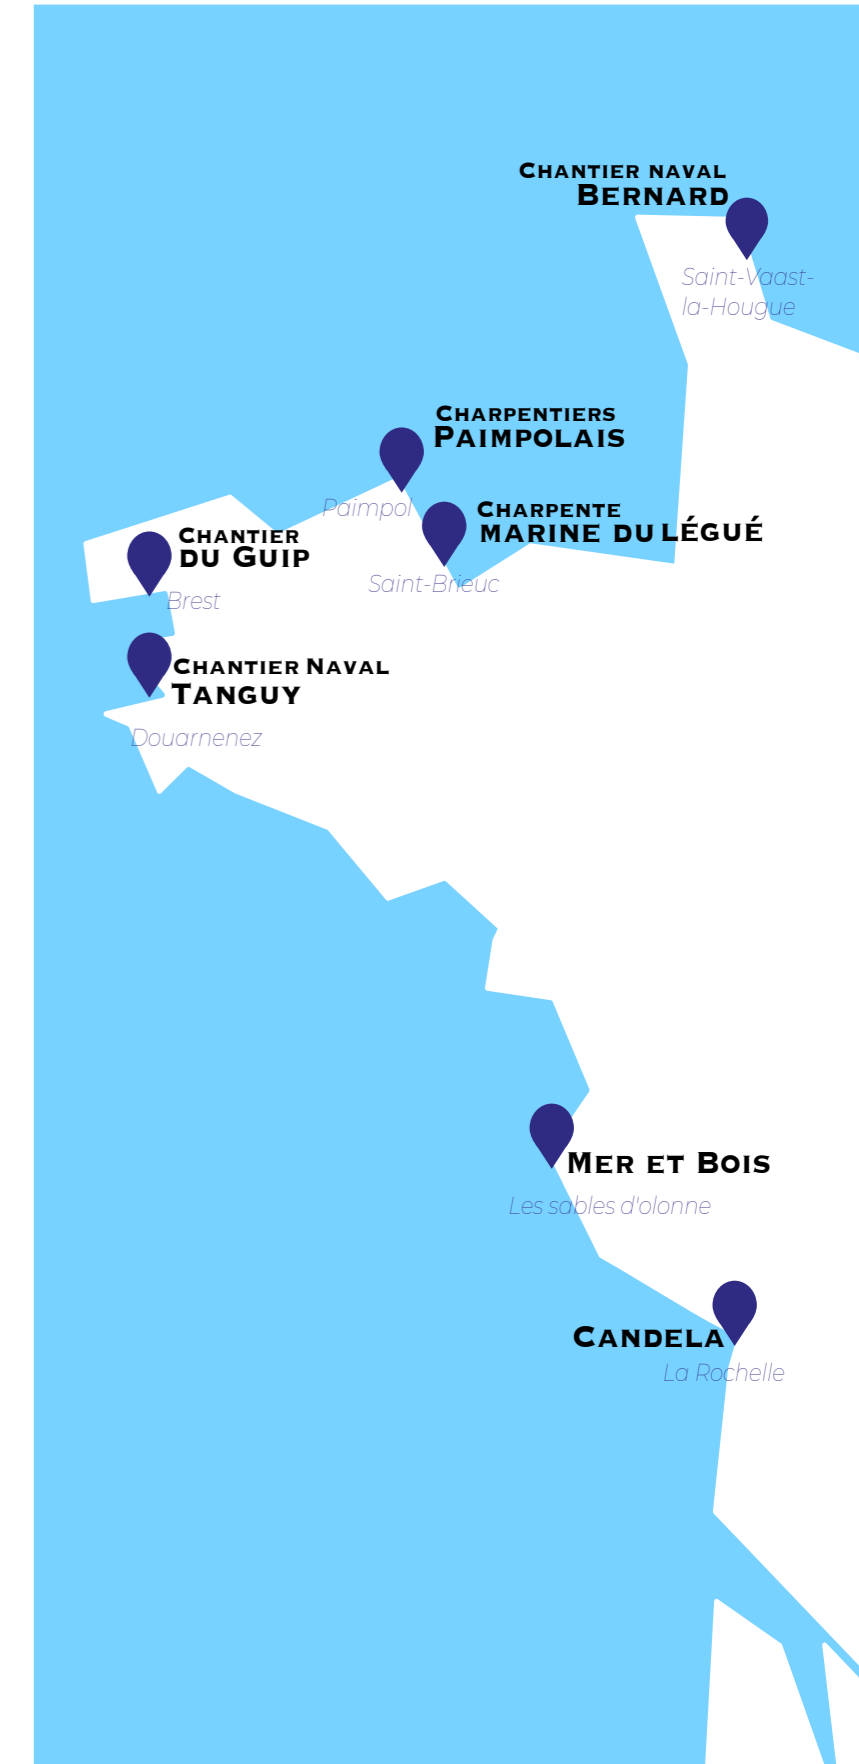 Chantier naval
Bernard
Saint-Vaast-
la-Hougue
Charpentiers
Paimpolais
Paimpol
Charpente
marine du Légué
Saint-Brieuc
Chantier
du Guip
Brest
Chantier Naval
Tanguy
Douarnenez
Mer et Bois
Les sables d'olonne
Candela
La Rochelle